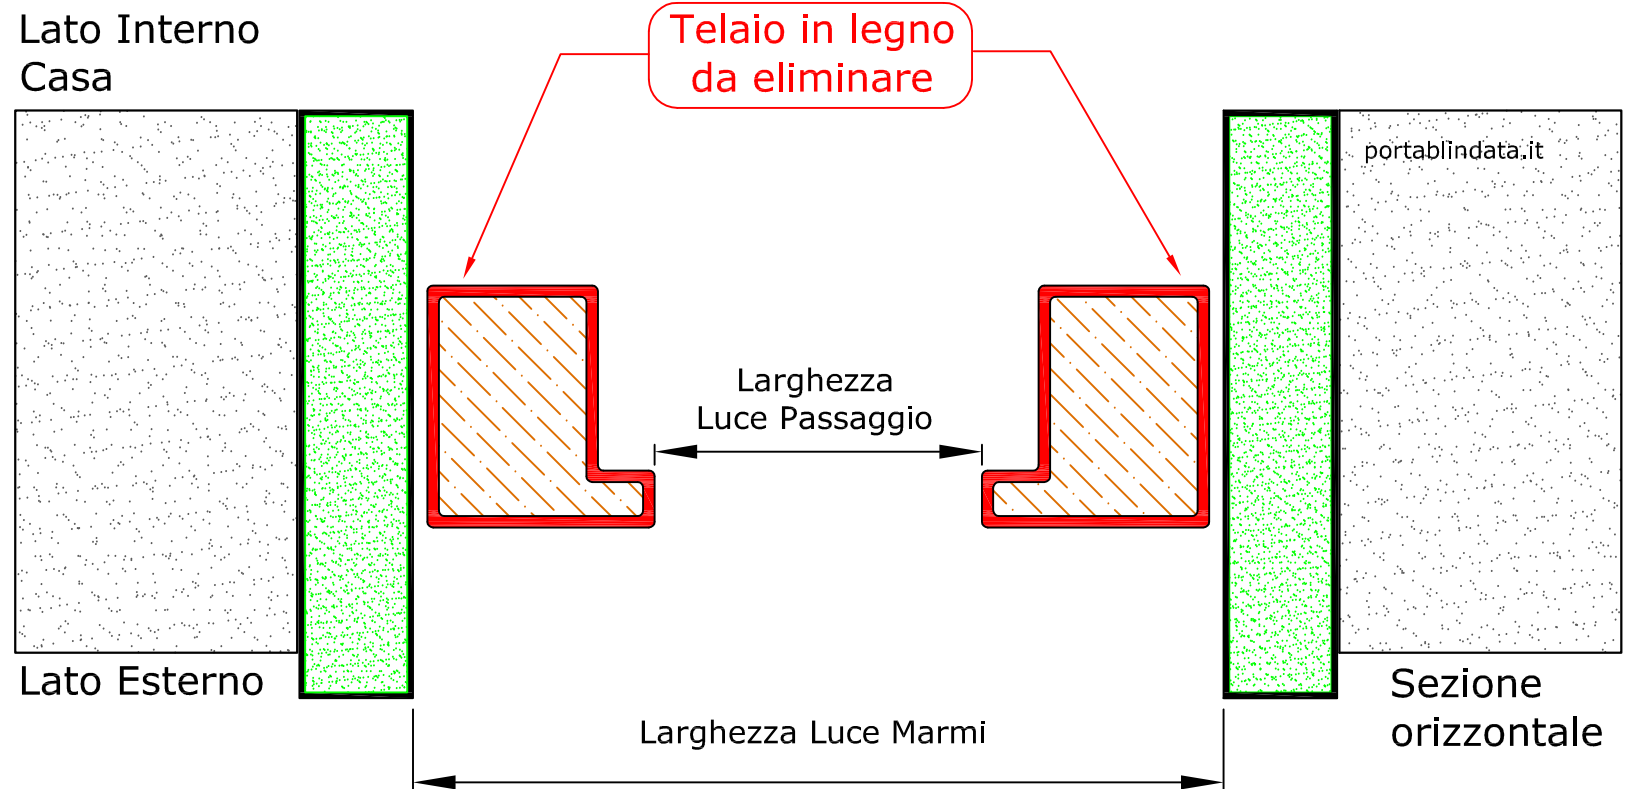 Lato Interno
Casa
Telaio in legno
da eliminare
portablindata.it
Larghezza
Luce Passaggio
Lato Esterno
Sezione
orizzontale
Larghezza Luce Marmi